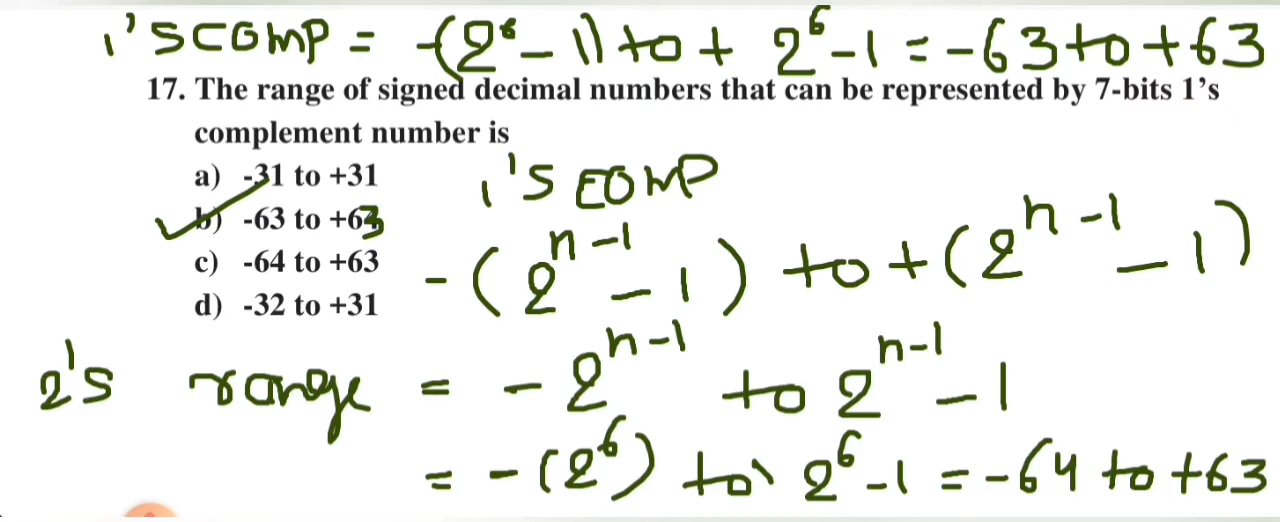 1'S COMP = -(2⁶ - 1) to + 2⁶ - 1 = -63 to +63
17. The range of signed decimal numbers that can be represented by 7-bits 1's
complement number is
a) -31 to +31
b) -63 to +63
c) -64 to +63
d) -32 to +31
1'S COMP
-(2ⁿ⁻¹ - 1) to +(2ⁿ⁻¹ - 1)
2'S range = -2ⁿ⁻¹ to 2ⁿ⁻¹ - 1
= -(2⁶) to 2⁶ - 1 = -64 to +63